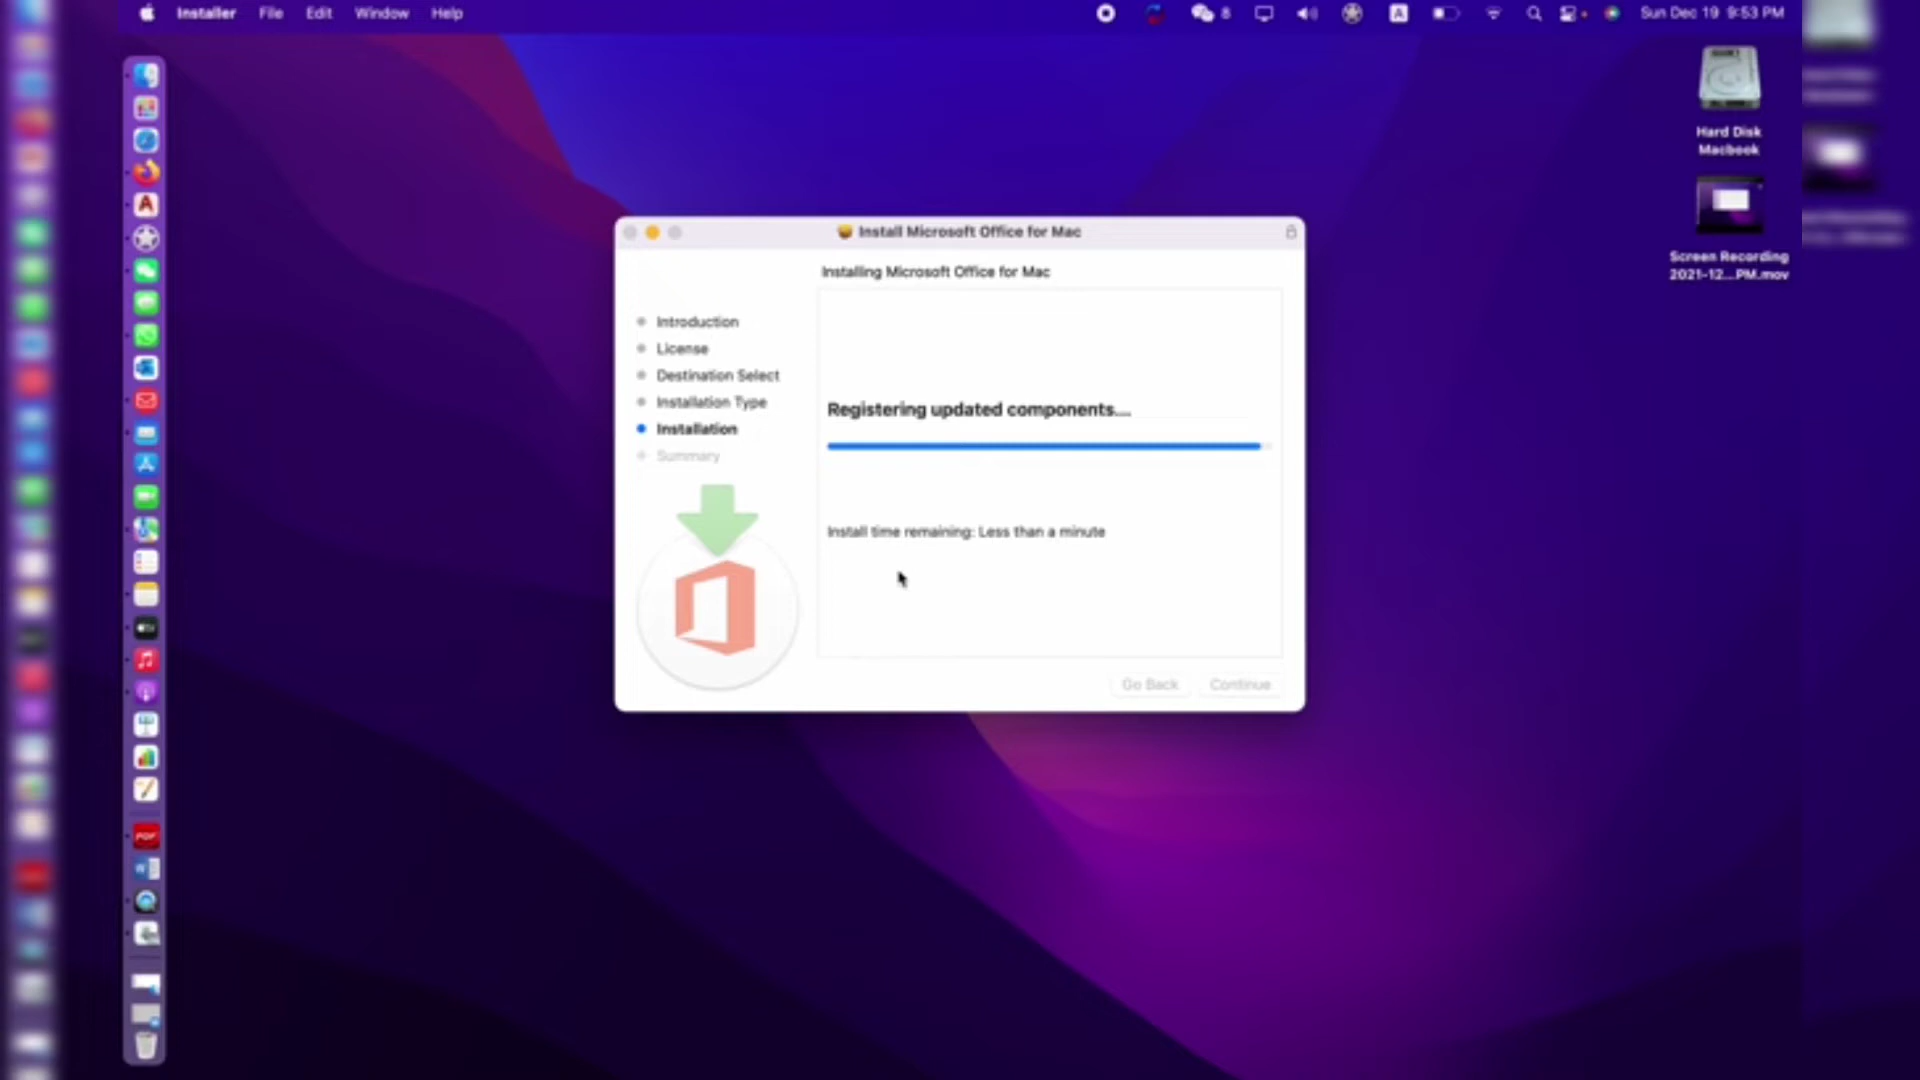 Installer File Edit Window Help 8 A Sun Dec 19 9:53 PM
Hard Disk
Macbook
Screen Recording
2021-12...PM.mov
Install Microsoft Office for Mac
Installing Microsoft Office for Mac
Introduction
License
Destination Select
Installation Type
Installation
Summary
Registering updated components...
Install time remaining: Less than a minute
Go Back Continue
PDF